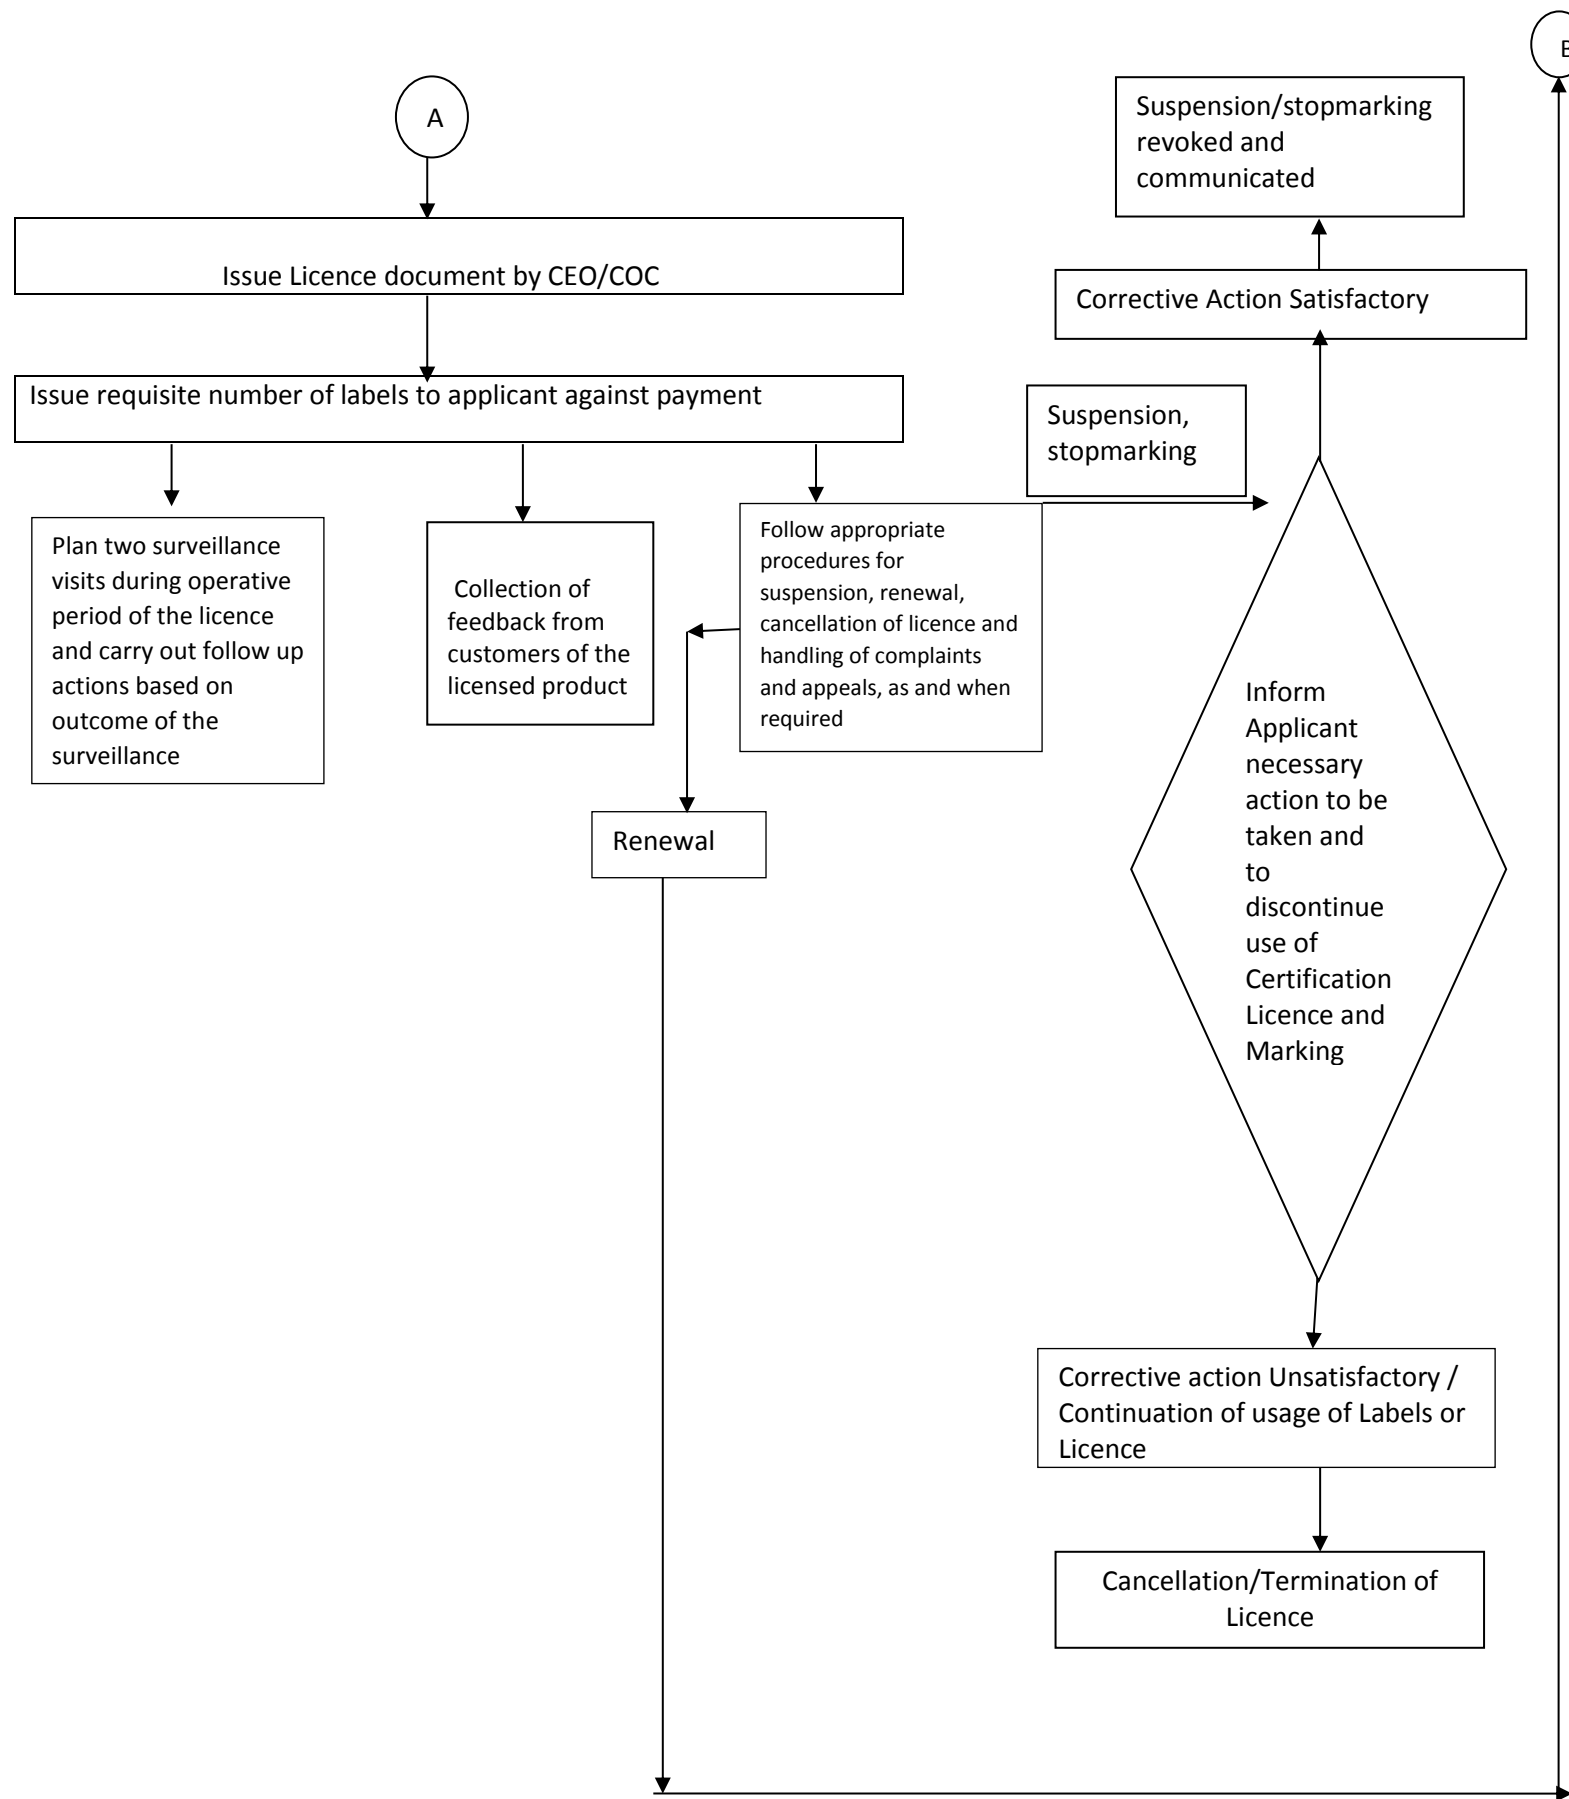 B
A
Suspension/stopmarking
revoked and
communicated
Issue Licence document by CEO/COC
Corrective Action Satisfactory
Issue requisite number of labels to applicant against payment
Suspension,
stopmarking
Plan two surveillance
visits during operative
period of the licence
and carry out follow up
actions based on
outcome of the
surveillance
Collection of
feedback from
customers of the
licensed product
Follow appropriate
procedures for
suspension, renewal,
cancellation of licence and
handling of complaints
and appeals, as and when
required
Renewal
Inform
Applicant
necessary
action to be
taken and
to
discontinue
use of
Certification
Licence and
Marking
Corrective action Unsatisfactory /
Continuation of usage of Labels or
Licence
Cancellation/Termination of
Licence